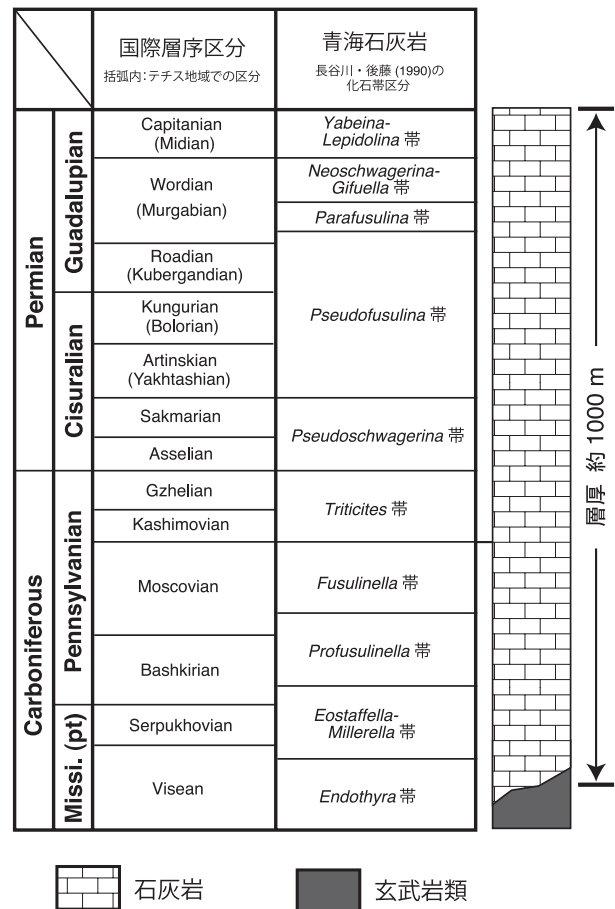 国際層序区分
括弧内：テチス地域での区分
青海石灰岩
長谷川・後藤 (1990)の
化石帯区分
Permian
Guadalupian
Capitanian
(Midian)
Wordian
(Murgabian)
Roadian
(Kubergandian)
Cisuralian
Kungurian
(Bolorian)
Artinskian
(Yakhtashian)
Sakmarian
Asselian
Carboniferous
Pennsylvanian
Gzhelian
Kashimovian
Moscovian
Bashkirian
Missi. (pt)
Serpukhovian
Visean
Yabeina-
Lepidolina 帯
Neoschwagerina-
Gifuella 帯
Parafusulina 帯
Pseudofusulina 帯
Pseudoschwagerina 帯
Triticites 帯
Fusulinella 帯
Profusulinella 帯
Eostaffella-
Millerella 帯
Endothyra 帯
層厚 約 1000 m
石灰岩
玄武岩類